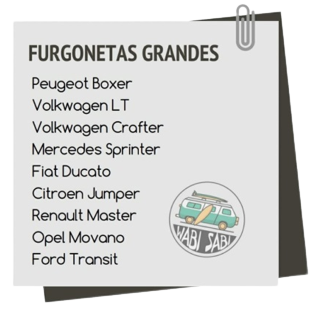 FURGONETAS GRANDES
Peugeot Boxer
Volkwagen LT
Volkwagen Crafter
Mercedes Sprinter
Fiat Ducato
Citroen Jumper
Renault Master
Opel Movano
Ford Transit
WABI SABI